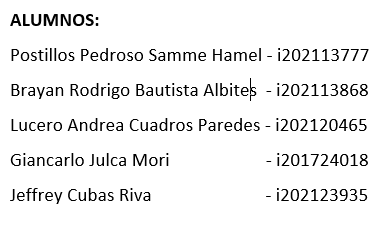 ALUMNOS:
Postillos Pedroso Samme Hamel - i202113777
Brayan Rodrigo Bautista Albites - i202113868
Lucero Andrea Cuadros Paredes - i202120465
Giancarlo Julca Mori - i201724018
Jeffrey Cubas Riva - i202123935